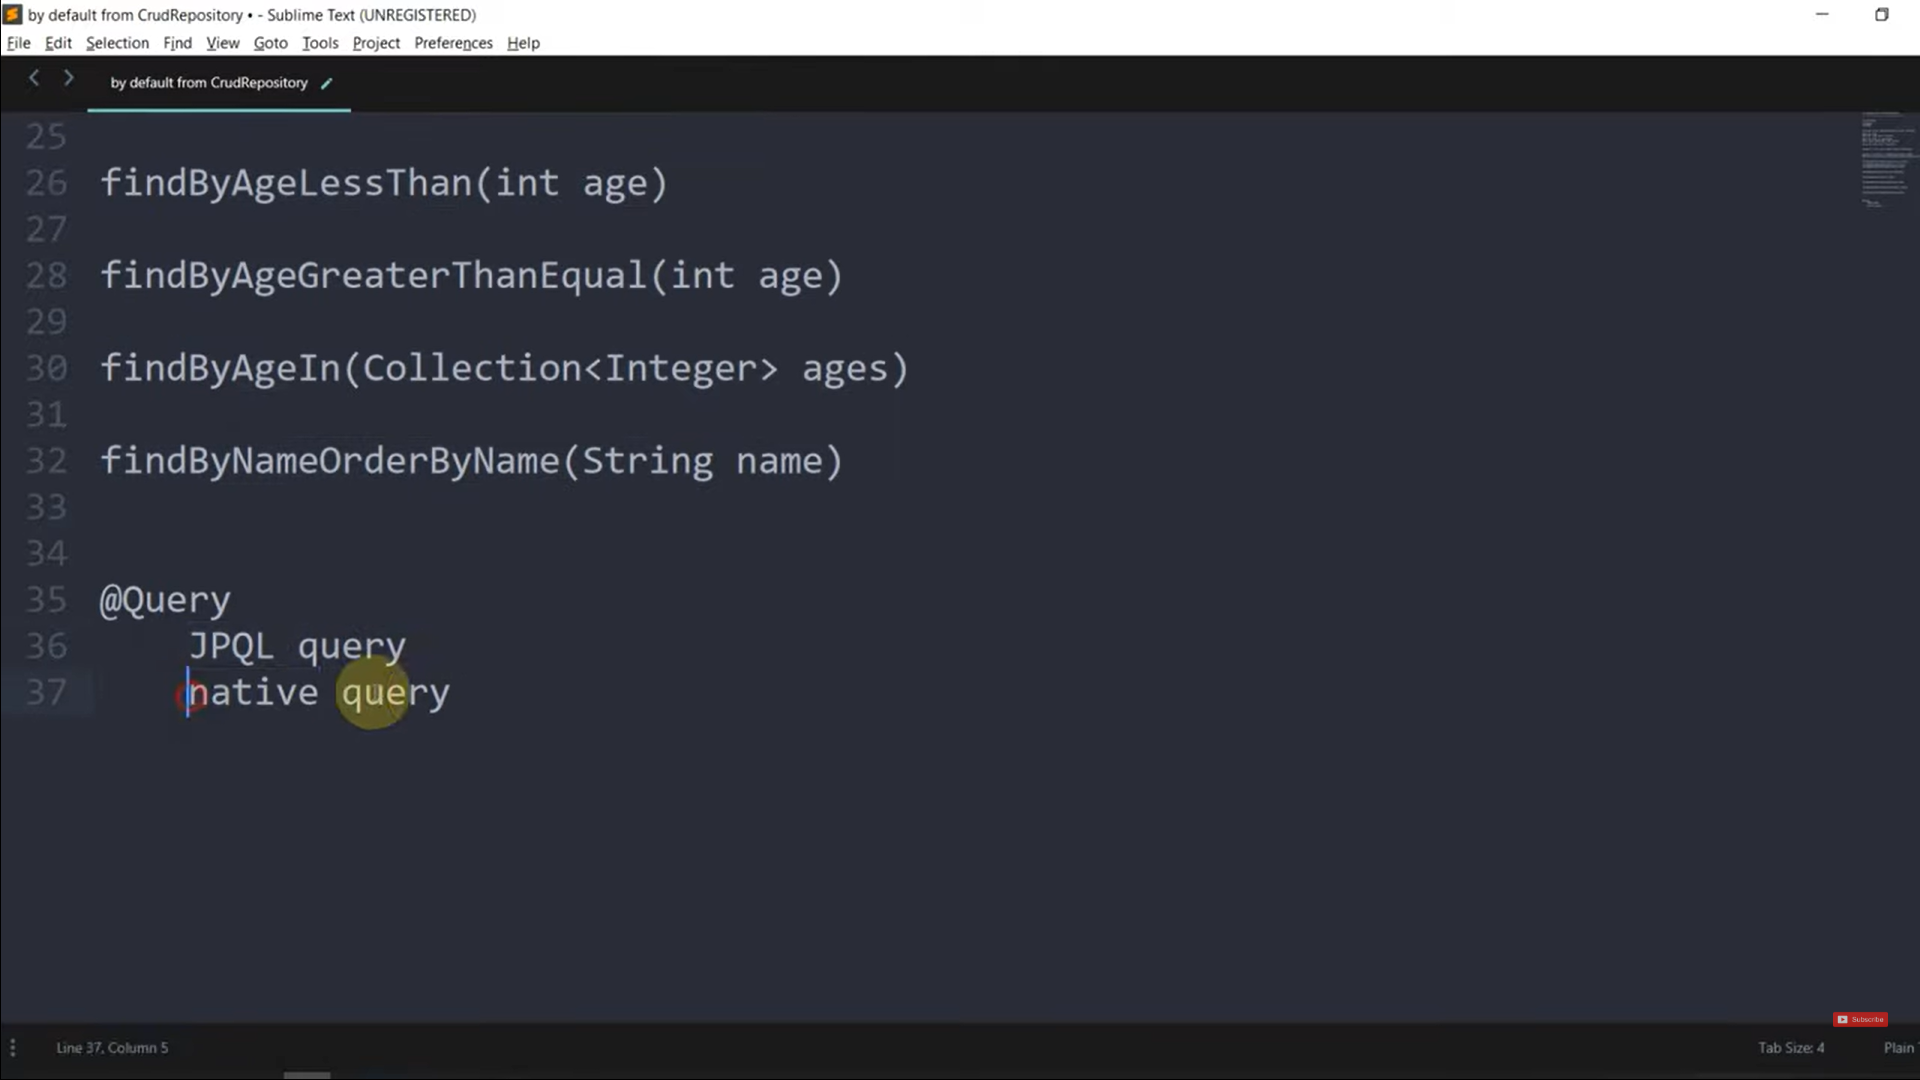 by default from CrudRepository • - Sublime Text (UNREGISTERED)
File Edit Selection Find View Goto Tools Project Preferences Help
by default from CrudRepository
25
26 findByAgeLessThan(int age)
27
28 findByAgeGreaterThanEqual(int age)
29
30 findByAgeIn(Collection<Integer> ages)
31
32 findByNameOrderByName(String name)
33
34
35 @Query
36 JPQL query
37 native query
Subscribe
Line 37, Column 5 Tab Size: 4 Plain